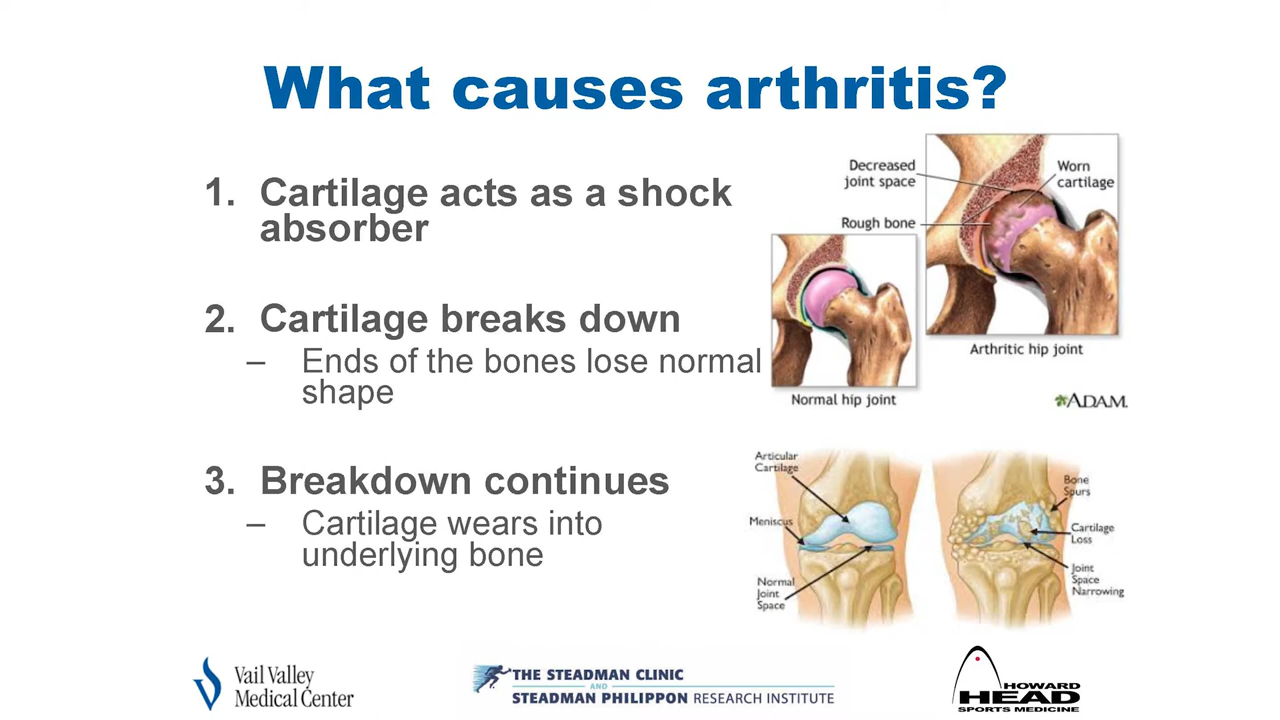 What causes arthritis?
1. Cartilage acts as a shock
absorber
2. Cartilage breaks down
– Ends of the bones lose normal
shape
3. Breakdown continues
– Cartilage wears into
underlying bone
Decreased
joint space
Rough bone
Worn
cartilage
Arthritic hip joint
Normal hip joint
ADAM.
Articular
Cartilage
Meniscus
Normal
Joint
Space
Bone
Spurs
Cartilage
Loss
Joint
Space
Narrowing
Vail Valley
Medical Center
THE STEADMAN CLINIC
AND
STEADMAN PHILIPPON RESEARCH INSTITUTE
HOWARD
HEAD
SPORTS MEDICINE